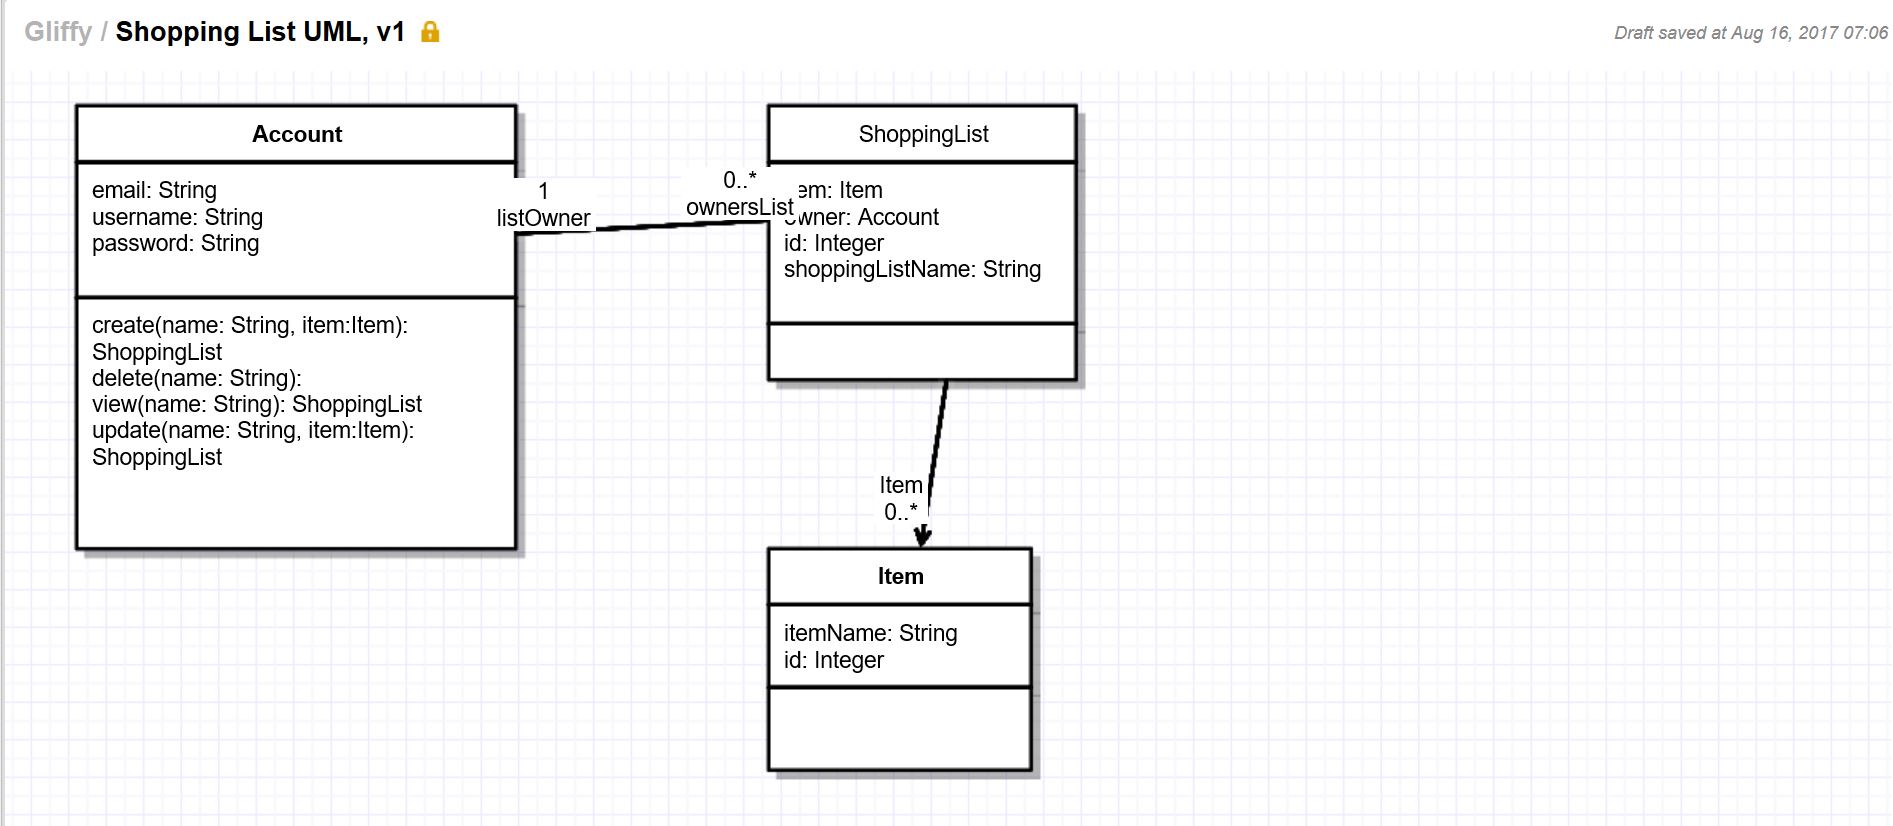 Gliffy / Shopping List UML, v1
Draft saved at Aug 16, 2017 07:06
Account
email: String
username: String
password: String
create(name: String, item:Item):
ShoppingList
delete(name: String):
view(name: String): ShoppingList
update(name: String, item:Item):
ShoppingList
1
listOwner
0..*
ownersList
ShoppingList
em: Item
owner: Account
id: Integer
shoppingListName: String
Item
0..*
Item
itemName: String
id: Integer